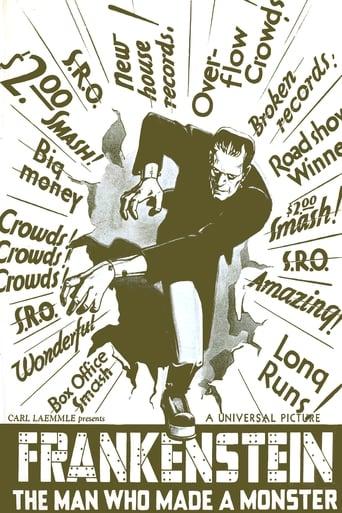 $2.00
Smash!
S.R.O.
New
house
records.
Over-
flow
Crowds!
Broken
records!
Roadshow
Winner
Big
money
$2.00
Smash!
Crowds!
Crowds!
Crowds!
S.R.O.
S.R.O.
Amazing!
Wonderful
Box Office
Smash
Long
Runs!
CARL LAEMMLE presents
A UNIVERSAL PICTURE
FRANKENSTEIN
THE MAN WHO MADE A MONSTER